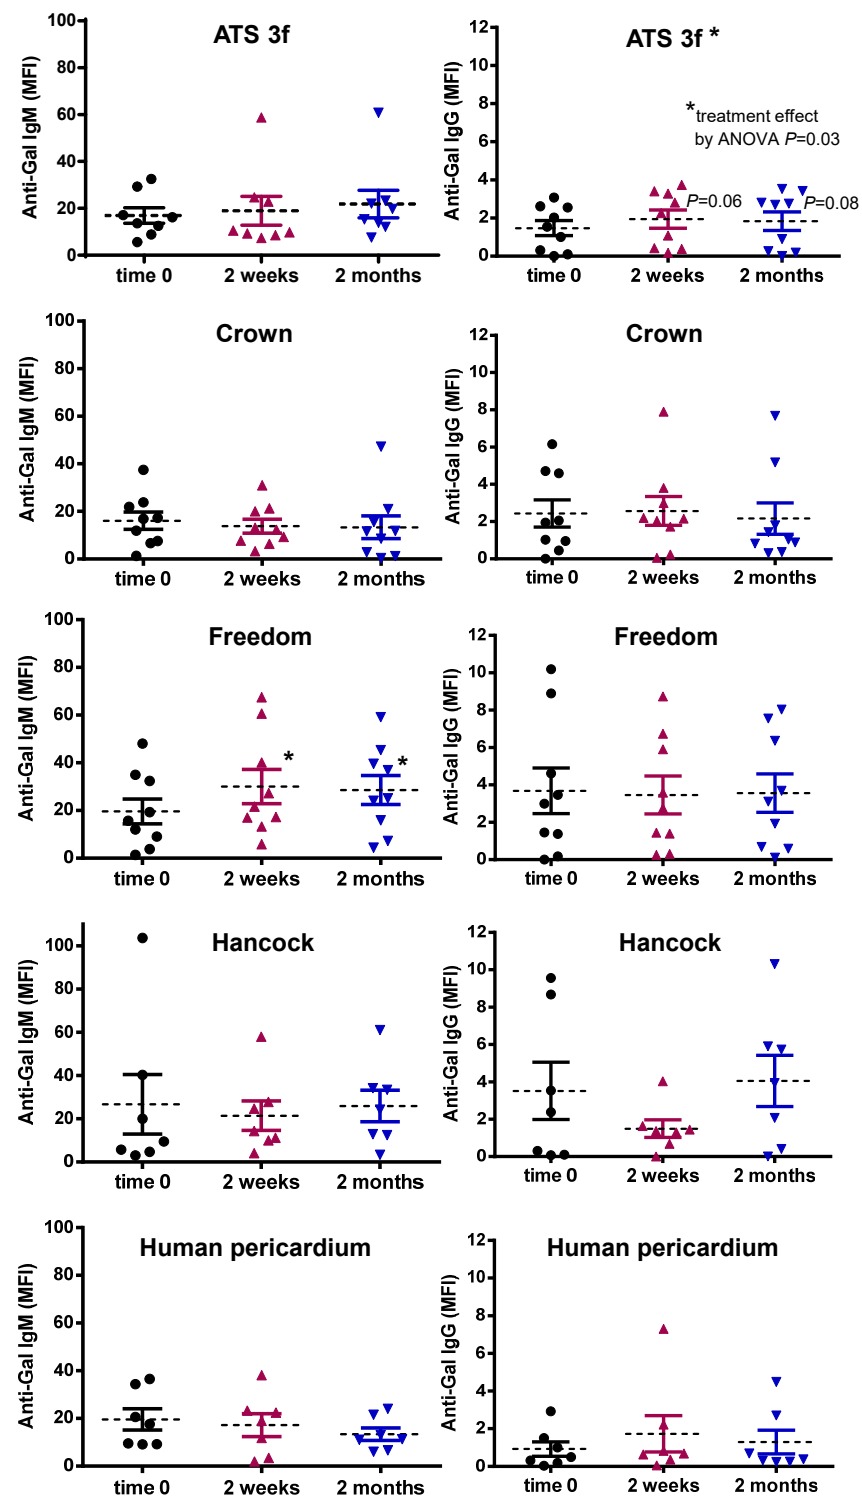 ATS 3f
Anti-Gal IgM (MFI)
100
80
60
40
20
0
time 0 2 weeks 2 months
ATS 3f *
Anti-Gal IgG (MFI)
12
10
8
6
4
2
0
*treatment effect
by ANOVA P=0.03
P=0.06
P=0.08
time 0 2 weeks 2 months
Crown
Anti-Gal IgM (MFI)
100
80
60
40
20
0
time 0 2 weeks 2 months
Crown
Anti-Gal IgG (MFI)
12
10
8
6
4
2
0
time 0 2 weeks 2 months
Freedom
Anti-Gal IgM (MFI)
100
80
60
40
20
0
* *
time 0 2 weeks 2 months
Freedom
Anti-Gal IgG (MFI)
12
10
8
6
4
2
0
time 0 2 weeks 2 months
Hancock
Anti-Gal IgM (MFI)
100
80
60
40
20
0
time 0 2 weeks 2 months
Hancock
Anti-Gal IgG (MFI)
12
10
8
6
4
2
0
time 0 2 weeks 2 months
Human pericardium
Anti-Gal IgM (MFI)
100
80
60
40
20
0
time 0 2 weeks 2 months
Human pericardium
Anti-Gal IgG (MFI)
12
10
8
6
4
2
0
time 0 2 weeks 2 months